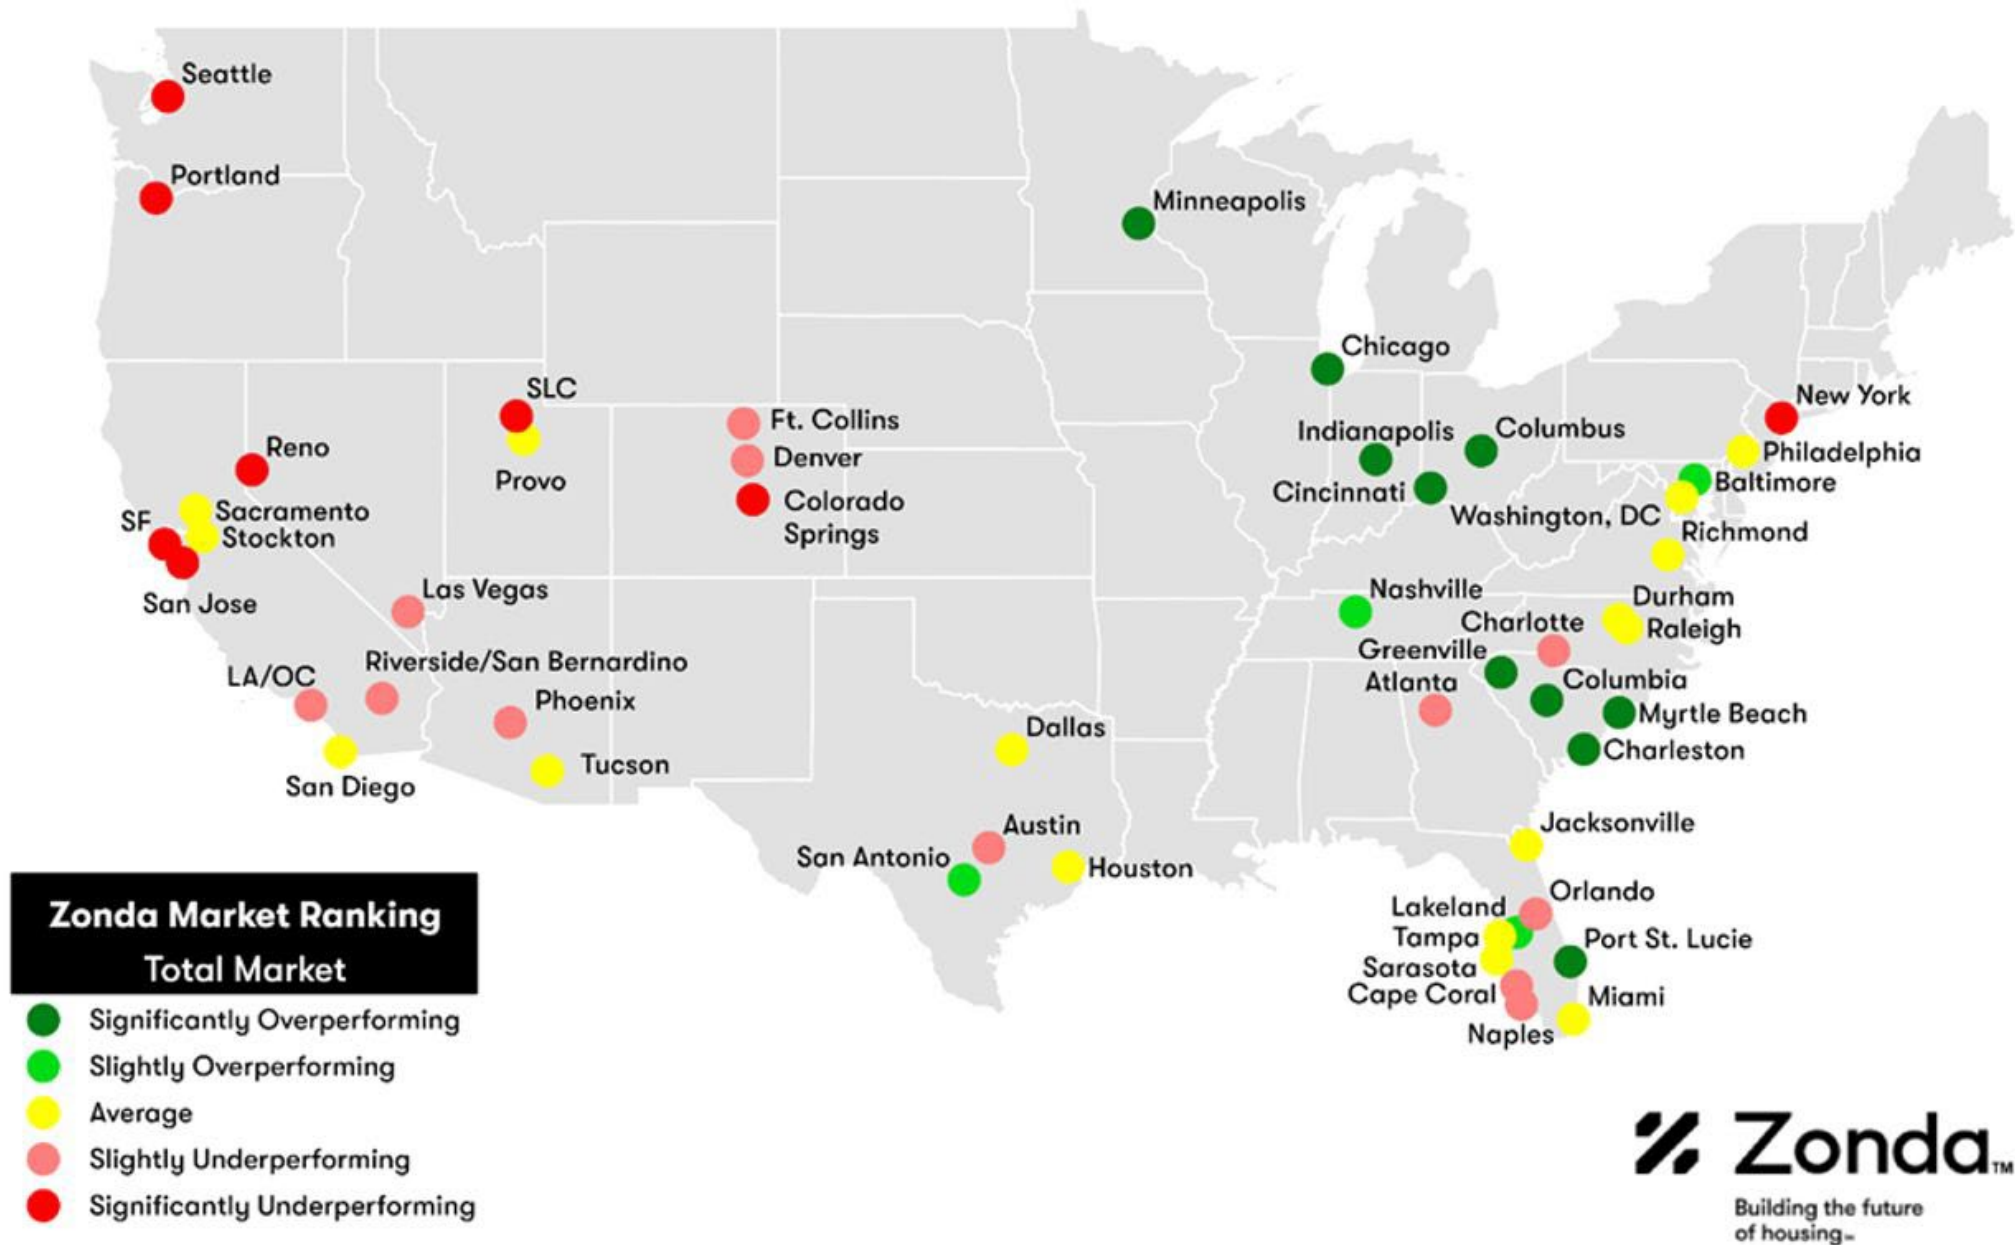 Seattle
Portland
Minneapolis
Chicago
SLC
New York
Ft. Collins
Columbus
Indianapolis
Reno
Philadelphia
Denver
Provo
Baltimore
Cincinnati
Colorado
Springs
Sacramento
SF
Washington, DC
Stockton
Richmond
Las Vegas
Nashville
Durham
San Jose
Charlotte
Raleigh
Greenville
Riverside/San Bernardino
LA/OC
Atlanta
Columbia
Phoenix
Myrtle Beach
Dallas
Charleston
Tucson
San Diego
Austin
Jacksonville
San Antonio
Houston
Orlando
Lakeland
Tampa
Port St. Lucie
Sarasota
Cape Coral
Miami
Naples
Zonda Market Ranking
Total Market
Significantly Overperforming
Slightly Overperforming
Average
Slightly Underperforming
Significantly Underperforming
Zonda™
Building the future
of housing℠